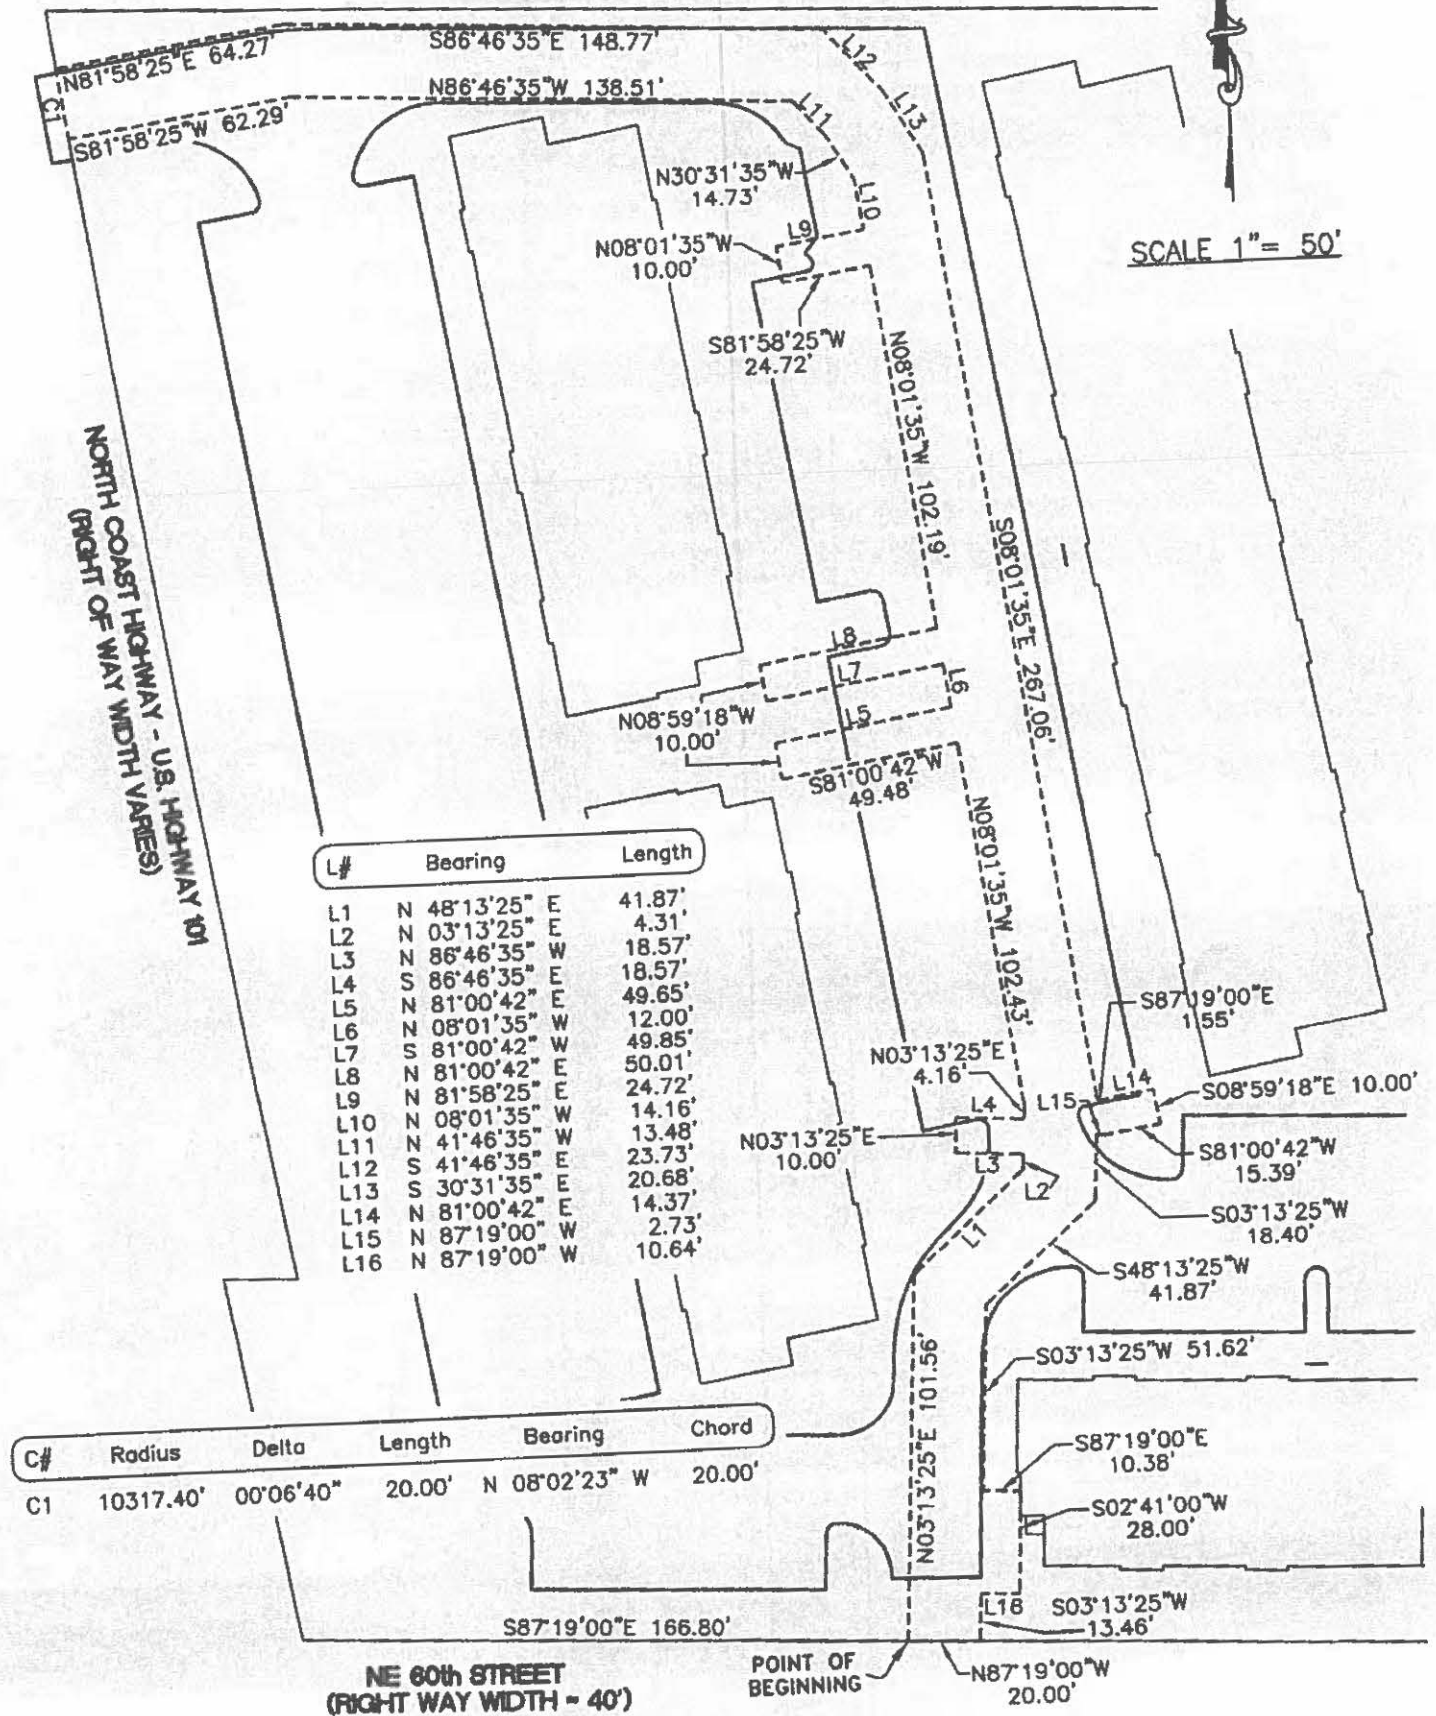 S86°46'35"E 148.77'
L12
N81°58'25"E 64.27'
C1
N86°46'35"W 138.51'
L11
L13
S81°58'25"W 62.29'
N30°31'35"W
14.73'
L10
L9
N08°01'35"W
10.00'
SCALE 1"= 50'
S81°58'25"W
24.72'
N08°01'35"W 102.19'
NORTH COAST HIGHWAY - U.S. HIGHWAY 101
(RIGHT OF WAY WIDTH VARIES)
S08°01'35"E 267.06'
L8
L7
L6
L5
N08°59'18"W
10.00'
S81°00'42"W
49.48'
N08°01'35"W 102.43'
L# Bearing Length
L1 N 48°13'25" E 41.87'
L2 N 03°13'25" E 4.31'
L3 N 86°46'35" W 18.57'
L4 S 86°46'35" E 18.57'
L5 N 81°00'42" E 49.65'
L6 N 08°01'35" W 12.00'
L7 S 81°00'42" W 49.85'
L8 N 81°00'42" E 50.01'
L9 N 81°58'25" E 24.72'
L10 N 08°01'35" W 14.16'
L11 N 41°46'35" W 13.48'
L12 S 41°46'35" E 23.73'
L13 S 30°31'35" E 20.68'
L14 N 81°00'42" E 14.37'
L15 N 87°19'00" W 2.73'
L16 N 87°19'00" W 10.64'
S87°19'00"E
1.55'
N03°13'25"E
4.16'
L14
S08°59'18"E 10.00'
L15
L4
N03°13'25"E
10.00'
S81°00'42"W
15.39'
L3
L2
S03°13'25"W
18.40'
L1
S48°13'25"W
41.87'
S03°13'25"W 51.62'
N03°13'25"E 101.56'
C# Radius Delta Length Bearing Chord
C1 10317.40' 00°06'40" 20.00' N 08°02'23" W 20.00'
S87°19'00"E
10.38'
S02°41'00"W
28.00'
L16
S03°13'25"W
13.46'
S87°19'00"E 166.80'
NE 60th STREET
(RIGHT WAY WIDTH = 40')
POINT OF
BEGINNING
N87°19'00"W
20.00'